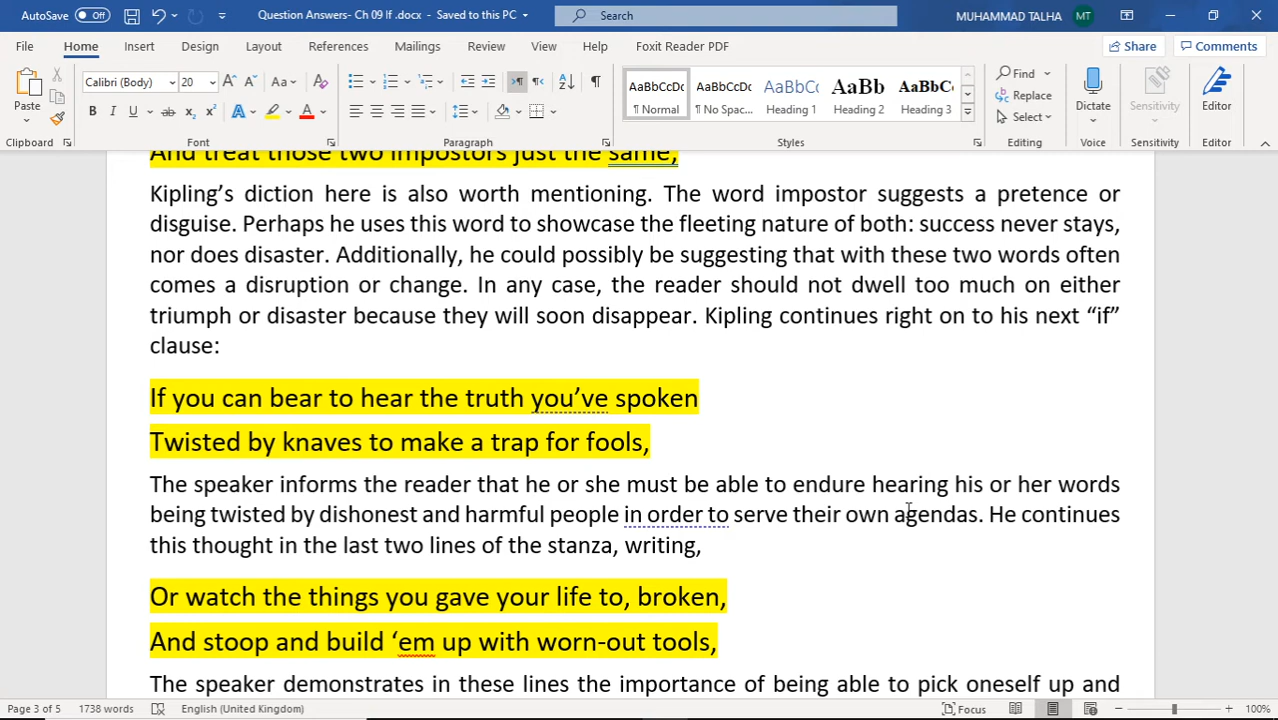 AutoSave Off Question Answers- Ch 09 If .docx - Saved to this PC Search MUHAMMAD TALHA MT
File Home Insert Design Layout References Mailings Review View Help Foxit Reader PDF Share Comments
Paste Calibri (Body) 20 Aa AaBbCcDc AaBbCcDc AaBbCc AaBb AaBbCc Find Replace Select Dictate Sensitivity Editor
B I U ab x₂ x² A A ¶ Normal ¶ No Spac... Heading 1 Heading 2 Heading 3
Clipboard Font Paragraph Styles Editing Voice Sensitivity Editor
And treat those two impostors just the same,
Kipling’s diction here is also worth mentioning. The word impostor suggests a pretence or
disguise. Perhaps he uses this word to showcase the fleeting nature of both: success never stays,
nor does disaster. Additionally, he could possibly be suggesting that with these two words often
comes a disruption or change. In any case, the reader should not dwell too much on either
triumph or disaster because they will soon disappear. Kipling continues right on to his next “if”
clause:
If you can bear to hear the truth you’ve spoken
Twisted by knaves to make a trap for fools,
The speaker informs the reader that he or she must be able to endure hearing his or her words
being twisted by dishonest and harmful people in order to serve their own agendas. He continues
this thought in the last two lines of the stanza, writing,
Or watch the things you gave your life to, broken,
And stoop and build ‘em up with worn-out tools,
The speaker demonstrates in these lines the importance of being able to pick oneself up and
Page 3 of 5 1738 words English (United Kingdom) Focus 100%